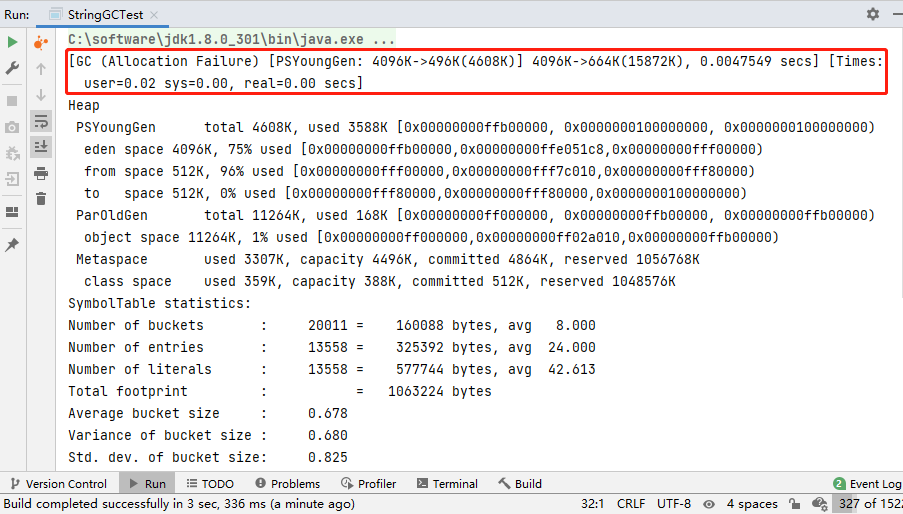 Run: StringGCTest
C:\software\jdk1.8.0_301\bin\java.exe ...
[GC (Allocation Failure) [PSYoungGen: 4096K->496K(4608K)] 4096K->664K(15872K), 0.0047549 secs] [Times:
user=0.02 sys=0.00, real=0.00 secs]
Heap
PSYoungGen total 4608K, used 3588K [0x00000000ffb00000, 0x0000000100000000, 0x0000000100000000)
eden space 4096K, 75% used [0x00000000ffb00000,0x00000000ffe051c8,0x00000000fff00000)
from space 512K, 96% used [0x00000000fff00000,0x00000000fff7c010,0x00000000fff80000)
to space 512K, 0% used [0x00000000fff80000,0x00000000fff80000,0x0000000100000000)
ParOldGen total 11264K, used 168K [0x00000000ff000000, 0x00000000ffb00000, 0x00000000ffb00000)
object space 11264K, 1% used [0x00000000ff000000,0x00000000ff02a010,0x00000000ffb00000)
Metaspace used 3307K, capacity 4496K, committed 4864K, reserved 1056768K
class space used 359K, capacity 388K, committed 512K, reserved 1048576K
SymbolTable statistics:
Number of buckets : 20011 = 160088 bytes, avg 8.000
Number of entries : 13558 = 325392 bytes, avg 24.000
Number of literals : 13558 = 577744 bytes, avg 42.613
Total footprint : = 1063224 bytes
Average bucket size : 0.678
Variance of bucket size : 0.680
Std. dev. of bucket size: 0.825
Version Control Run TODO Problems Profiler Terminal Build 2 Event Log
Build completed successfully in 3 sec, 336 ms (a minute ago) 32:1 CRLF UTF-8 4 spaces 327 of 1522